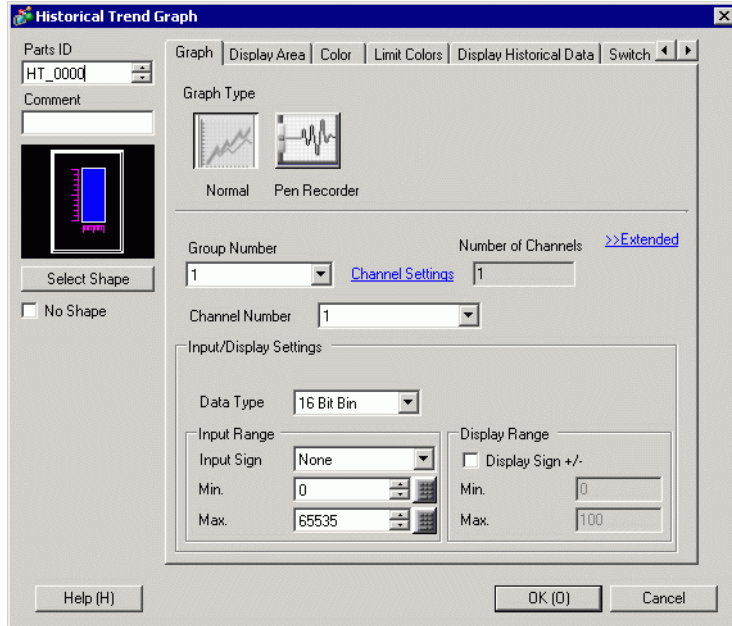 Historical Trend Graph
Parts ID
HT_0000
Comment
Select Shape
No Shape
Graph Display Area Color Limit Colors Display Historical Data Switch
Graph Type
Normal Pen Recorder
Group Number Number of Channels >>Extended
1 Channel Settings 1
Channel Number 1
Input/Display Settings
Data Type 16 Bit Bin
Input Range Display Range
Input Sign None Display Sign +/-
Min. 0 Min. 0
Max. 65535 Max. 100
Help (H) OK (O) Cancel